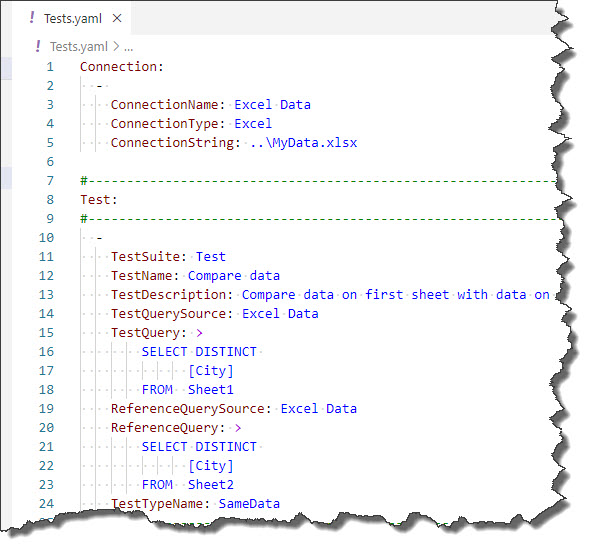 ! Tests.yaml ×
! Tests.yaml > ...
1 Connection:
2 -
3 ConnectionName: Excel Data
4 ConnectionType: Excel
5 ConnectionString: ..\MyData.xlsx
6
7 #--------------------------------------------------------------
8 Test:
9 #--------------------------------------------------------------
10 -
11 TestSuite: Test
12 TestName: Compare data
13 TestDescription: Compare data on first sheet with data on
14 TestQuerySource: Excel Data
15 TestQuery: >
16 SELECT DISTINCT
17 [City]
18 FROM Sheet1
19 ReferenceQuerySource: Excel Data
20 ReferenceQuery: >
21 SELECT DISTINCT
22 [City]
23 FROM Sheet2
24 TestTypeName: SameData